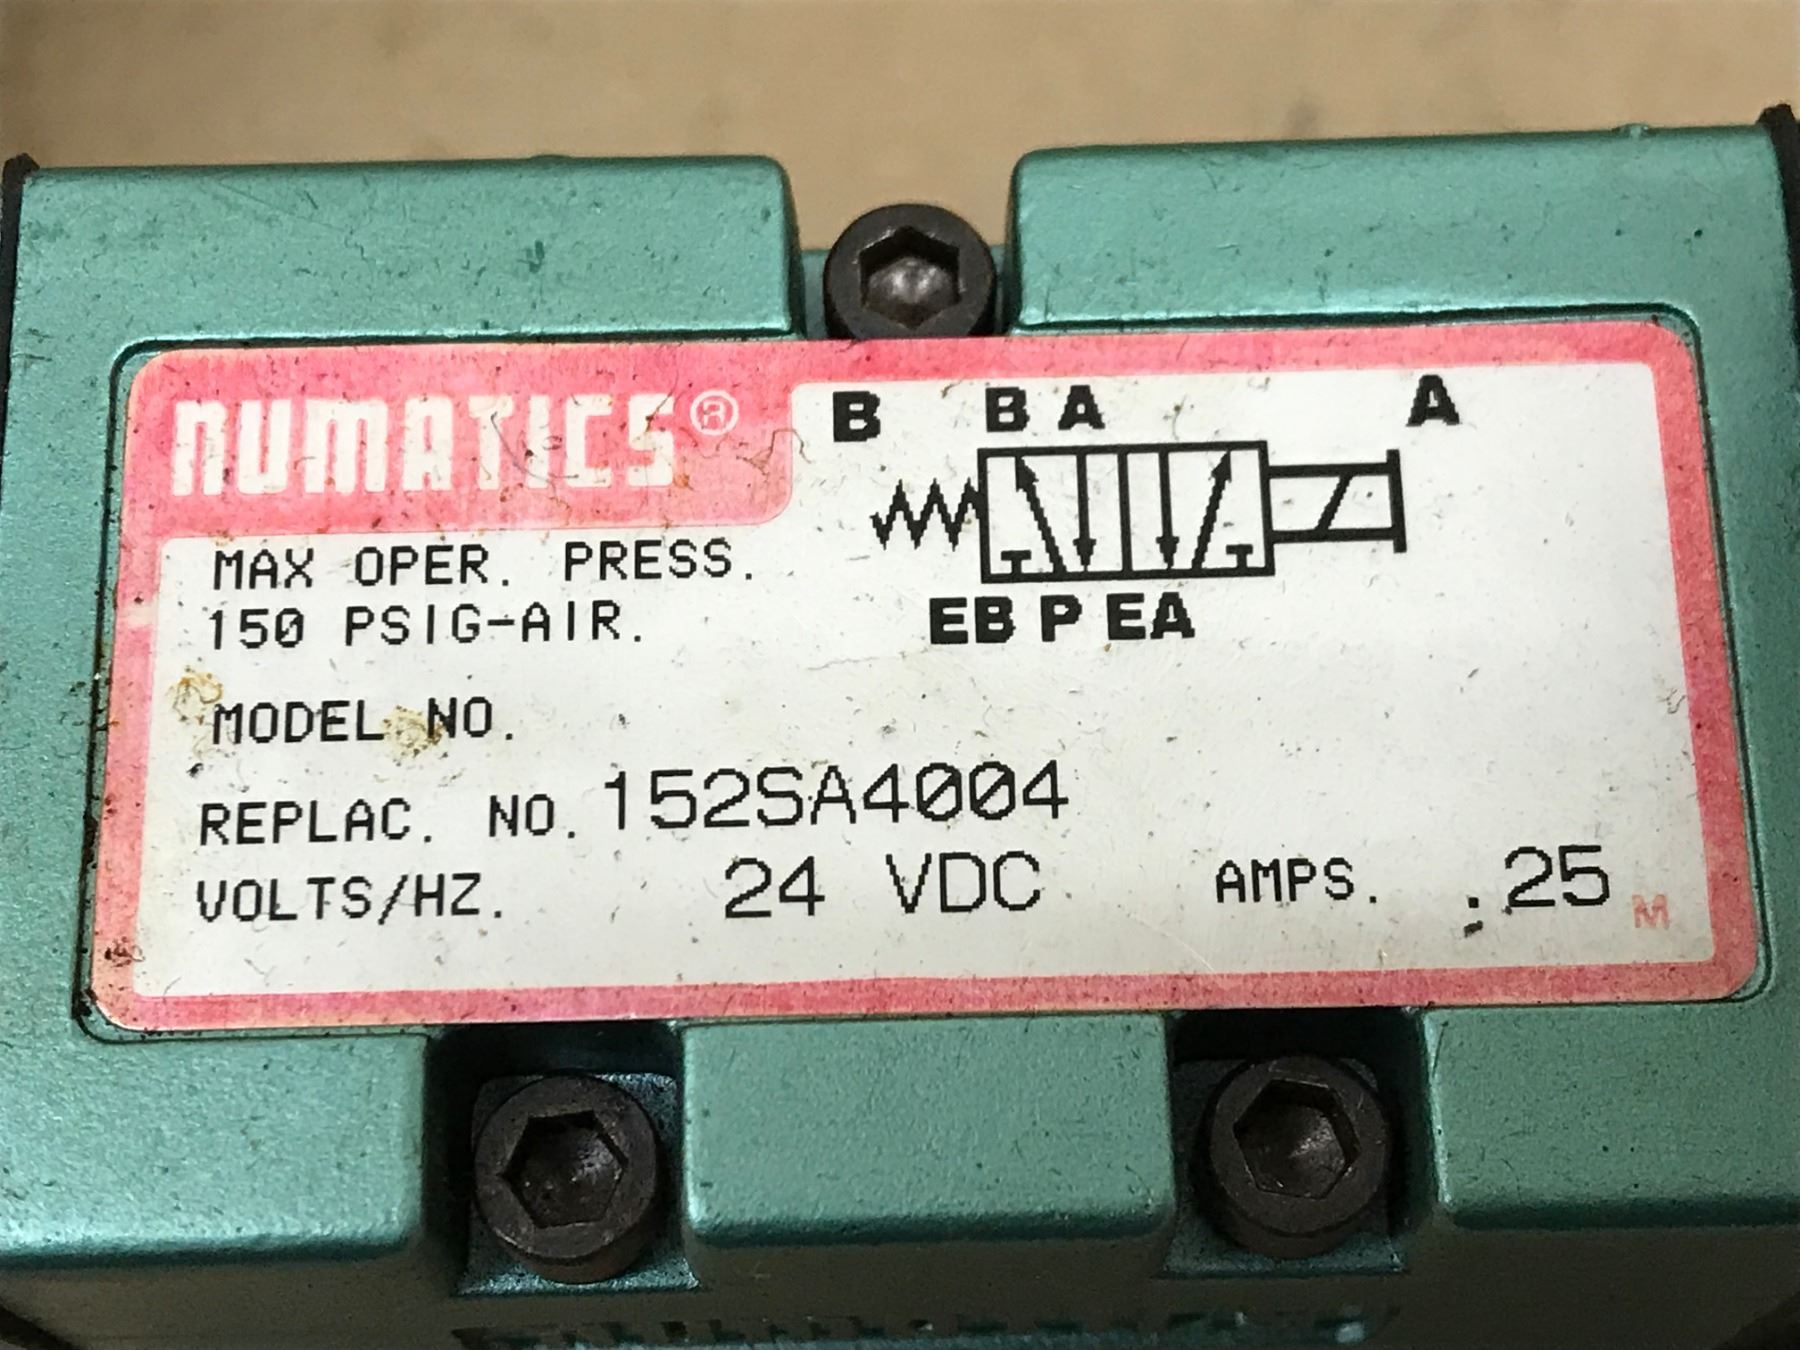 NUMATICS®
B BA A
EB P EA
MAX OPER. PRESS.
150 PSIG-AIR.
MODEL NO.
REPLAC. NO. 152SA4004
VOLTS/HZ. 24 VDC AMPS. .25
M